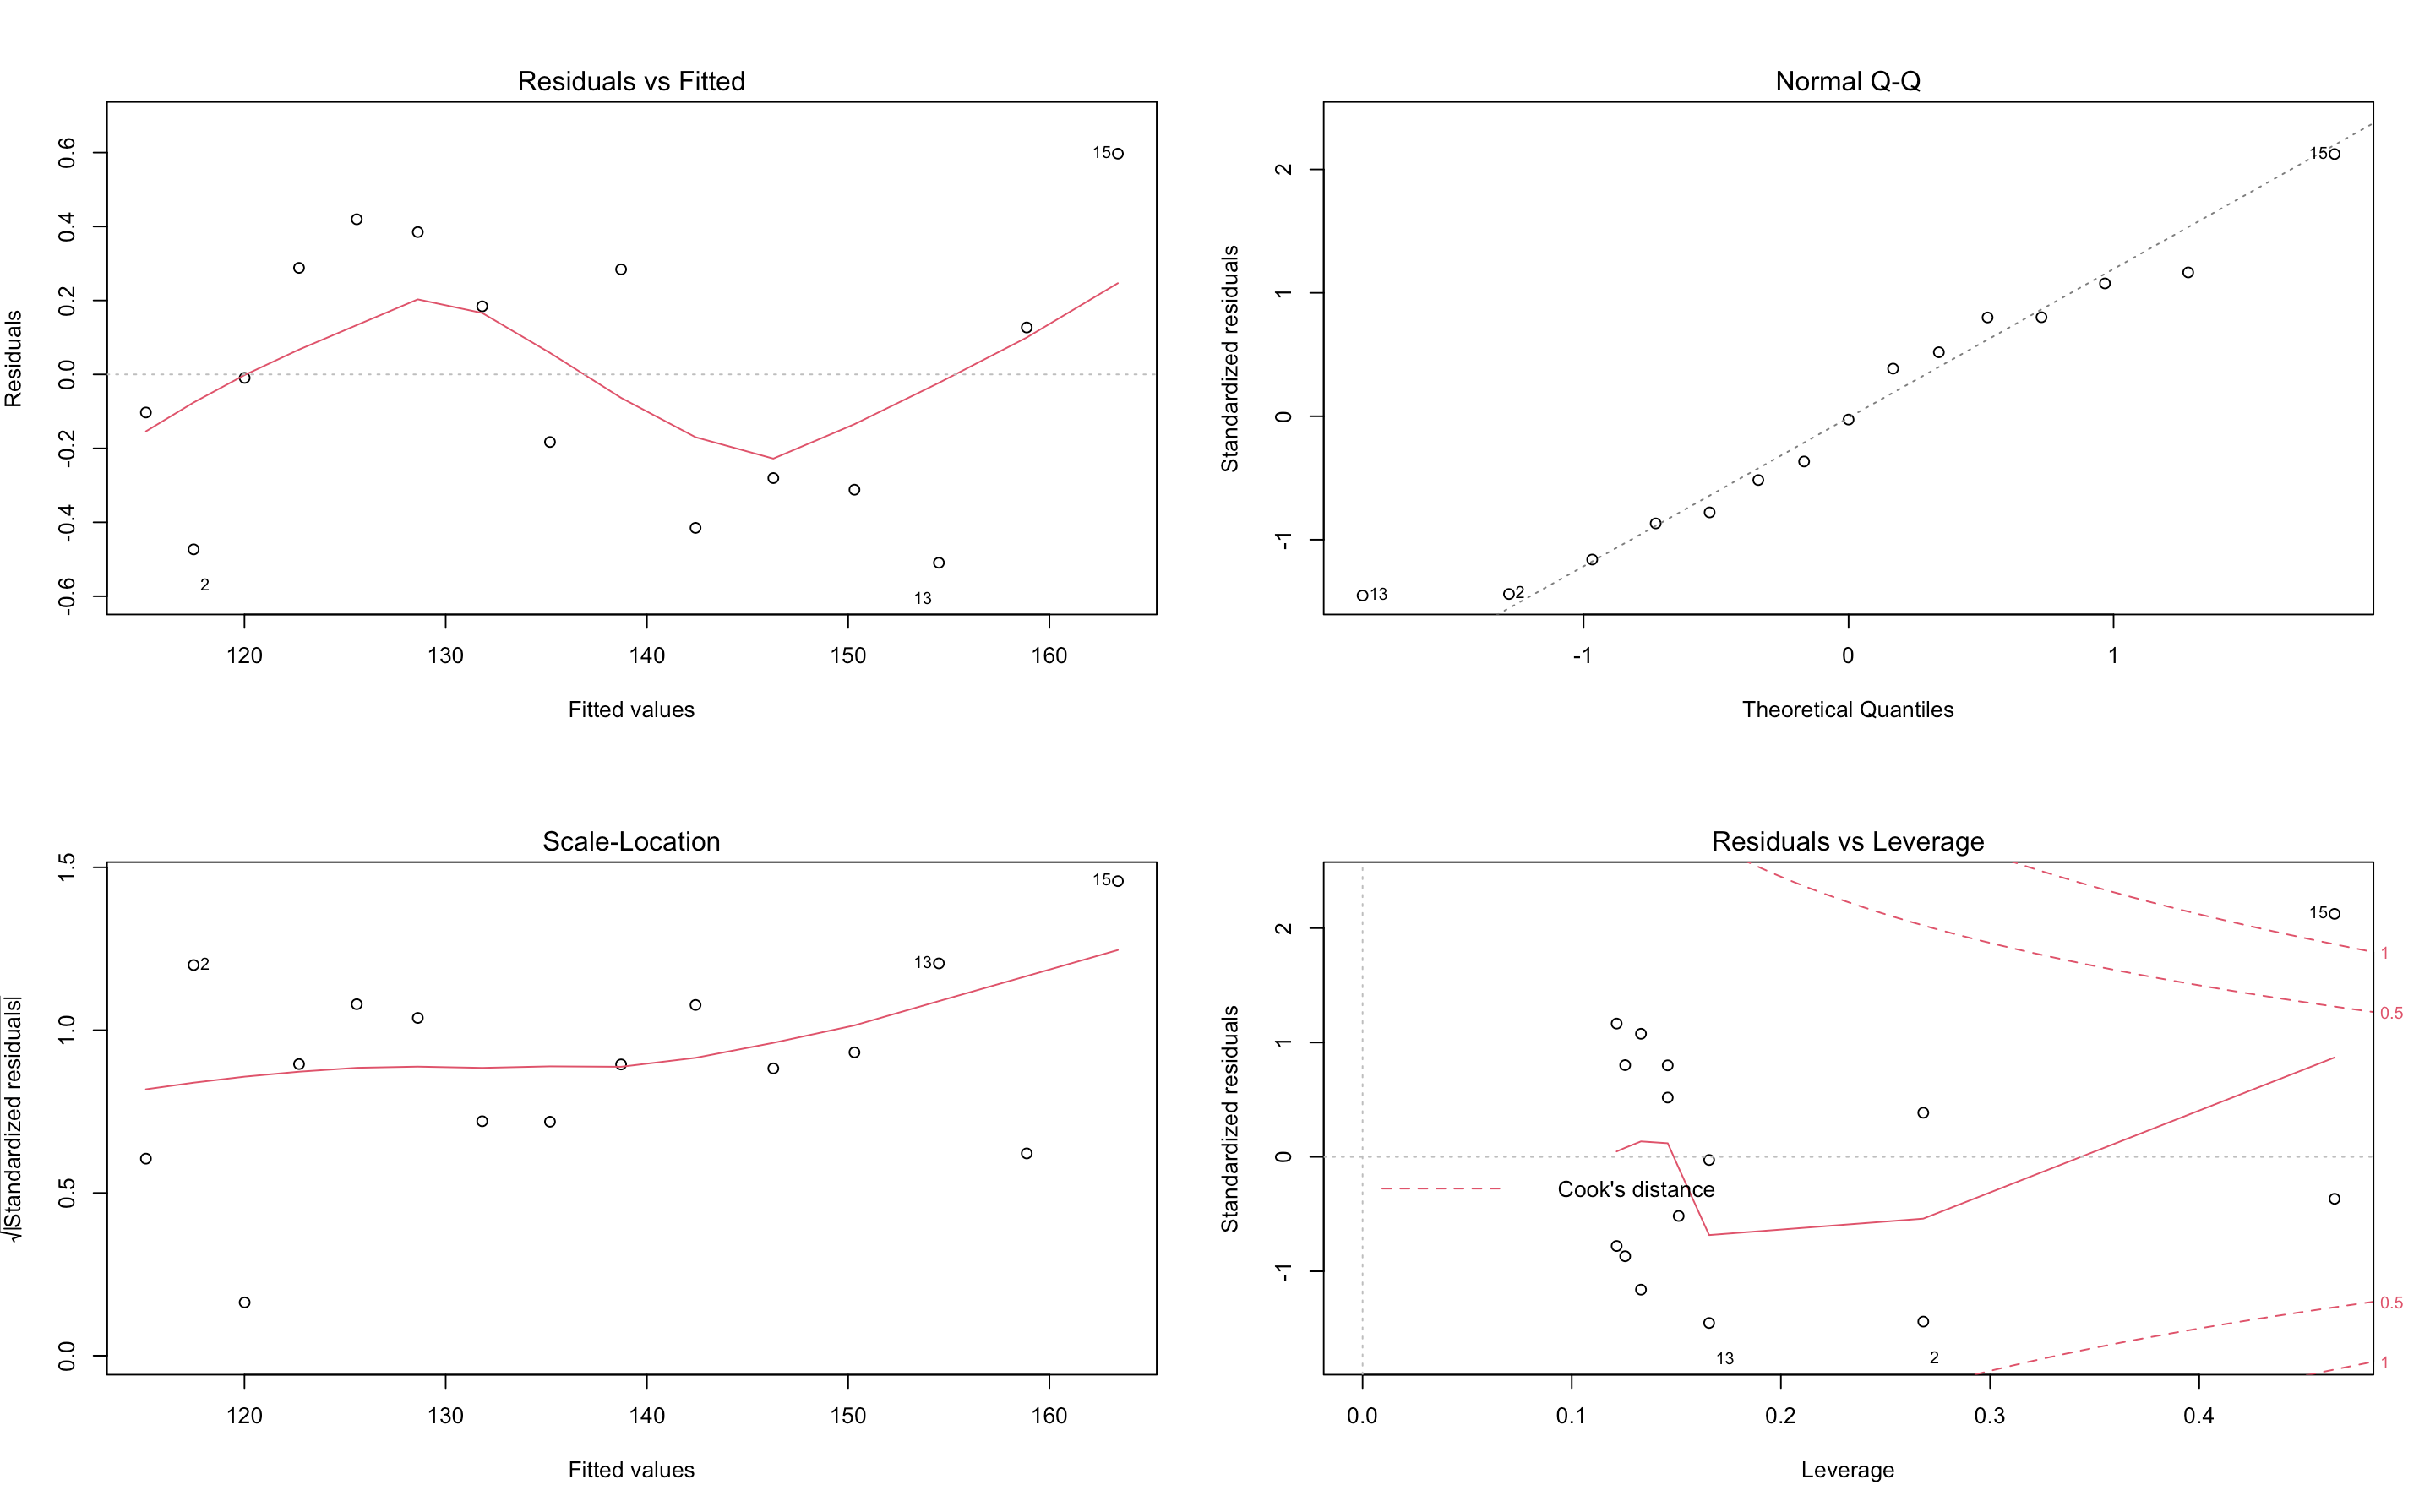 Residuals vs Fitted
Residuals
0.6
0.4
0.2
0.0
-0.2
-0.4
-0.6
15
2
13
120 130 140 150 160
Fitted values
Normal Q-Q
Standardized residuals
2
1
0
-1
15
13
2
-1 0 1
Theoretical Quantiles
Scale-Location
√|Standardized residuals|
1.5
1.0
0.5
0.0
15
2
13
120 130 140 150 160
Fitted values
Residuals vs Leverage
Standardized residuals
2
1
0
-1
15
1
0.5
Cook's distance
0.5
13
2
1
0.0 0.1 0.2 0.3 0.4
Leverage